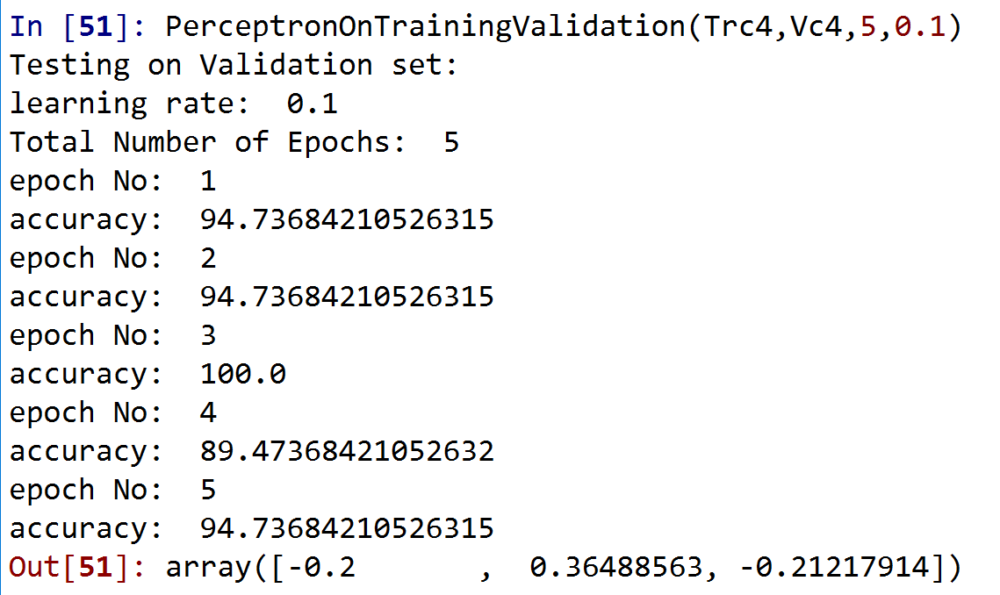 In [51]: PerceptronOnTrainingValidation(Trc4,Vc4,5,0.1)
Testing on Validation set:
learning rate:  0.1
Total Number of Epochs:  5
epoch No:  1
accuracy:  94.73684210526315
epoch No:  2
accuracy:  94.73684210526315
epoch No:  3
accuracy:  100.0
epoch No:  4
accuracy:  89.47368421052632
epoch No:  5
accuracy:  94.73684210526315
Out[51]: array([-0.2       ,  0.36488563, -0.21217914])